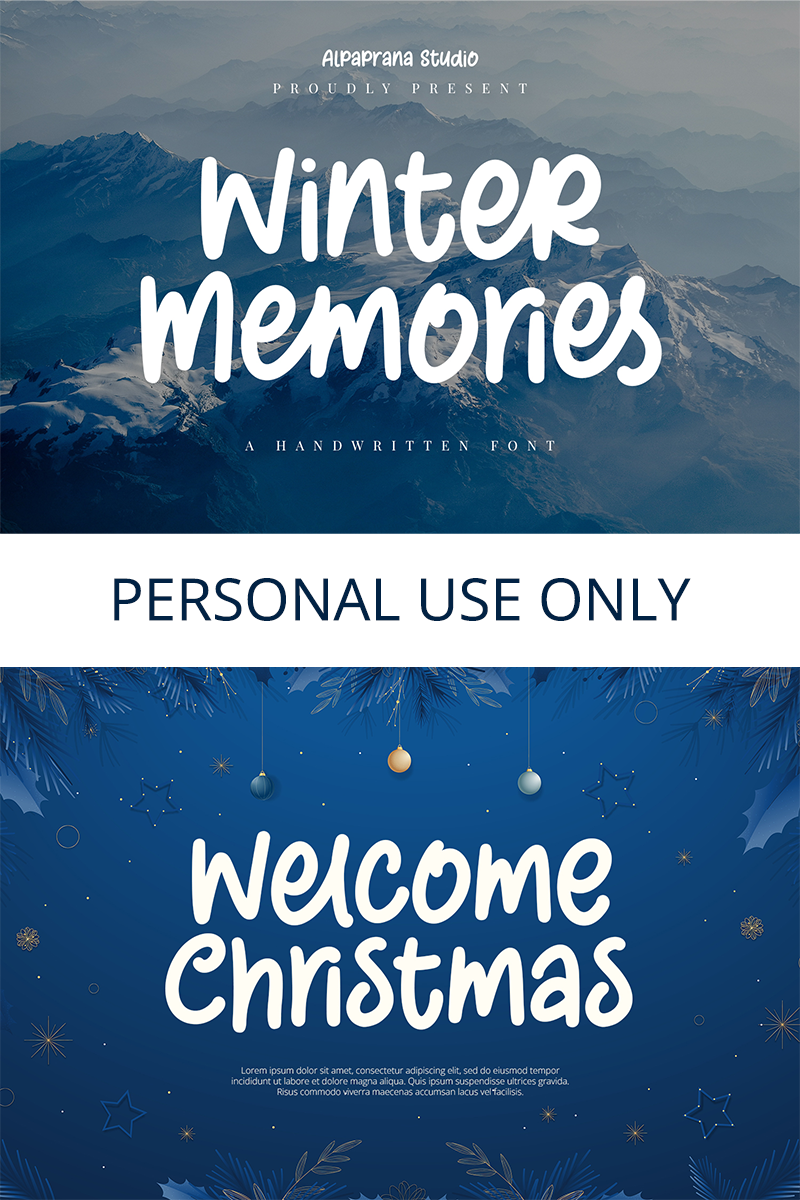 Alpaprana Studio
PROUDLY PRESENT
Winter
Memories
A HANDWRITTEN FONT
PERSONAL USE ONLY
Welcome
Christmas
Lorem ipsum dolor sit amet, consectetur adipiscing elit, sed do eiusmod tempor
incididunt ut labore et dolore magna aliqua. Quis ipsum suspendisse ultrices gravida.
Risus commodo viverra maecenas accumsan lacus vel facilisis.